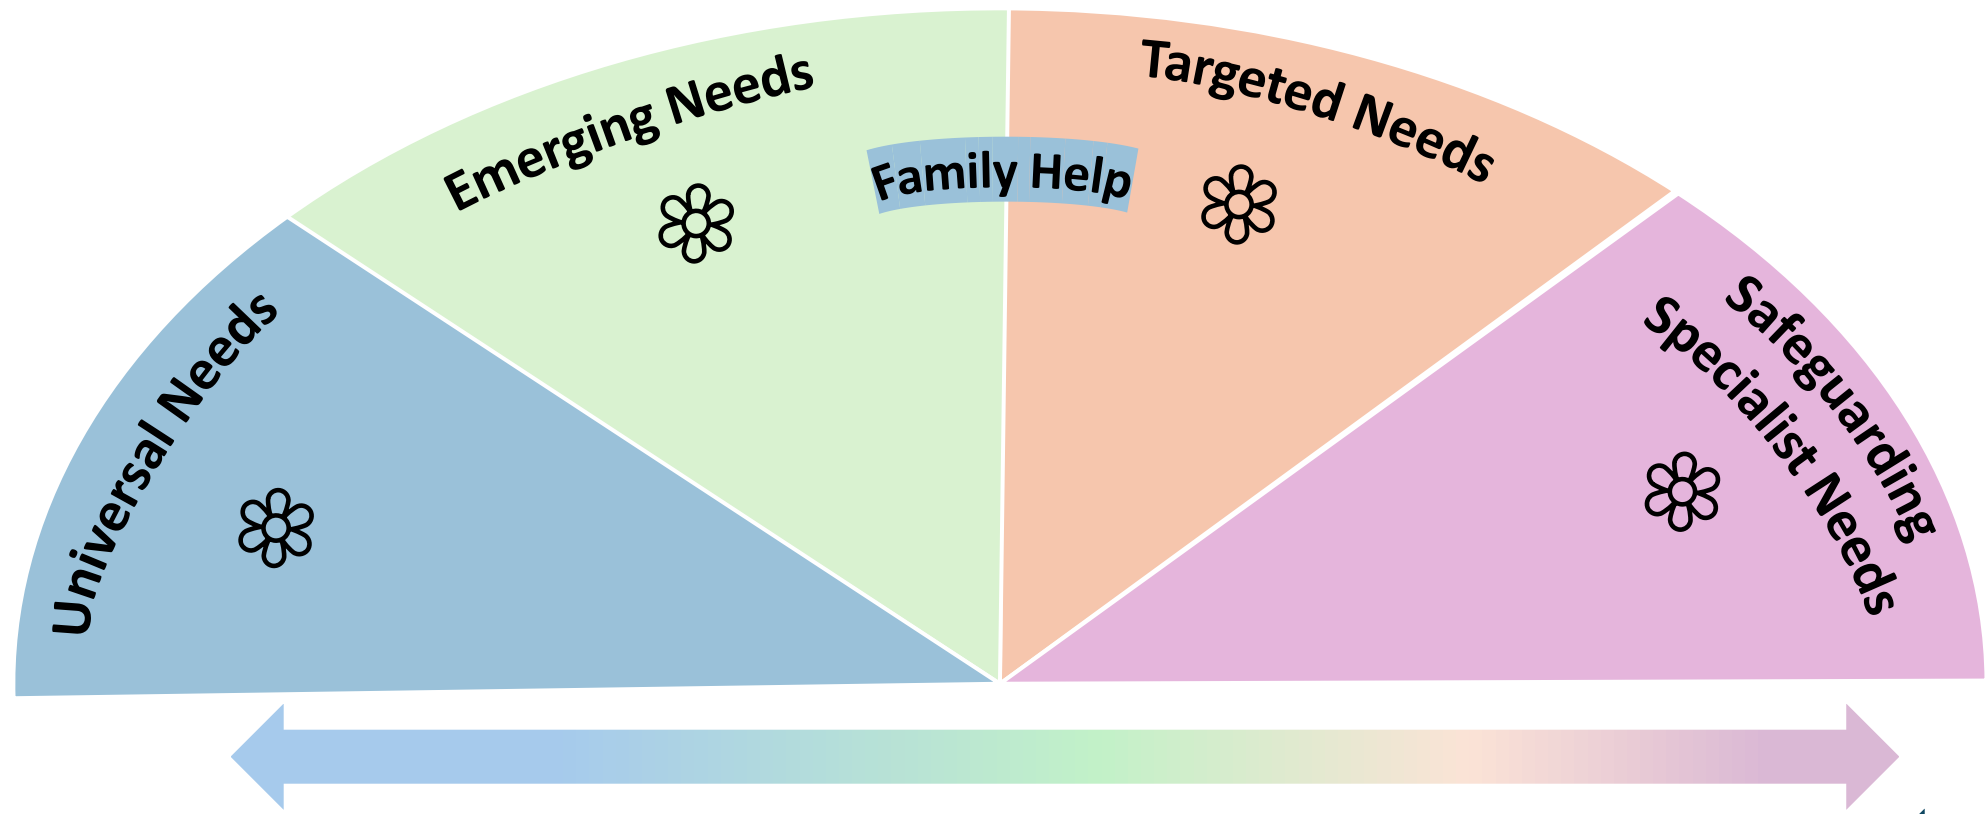 Universal Needs
Emerging Needs
Family Help
Targeted Needs
Safeguarding
Specialist Needs